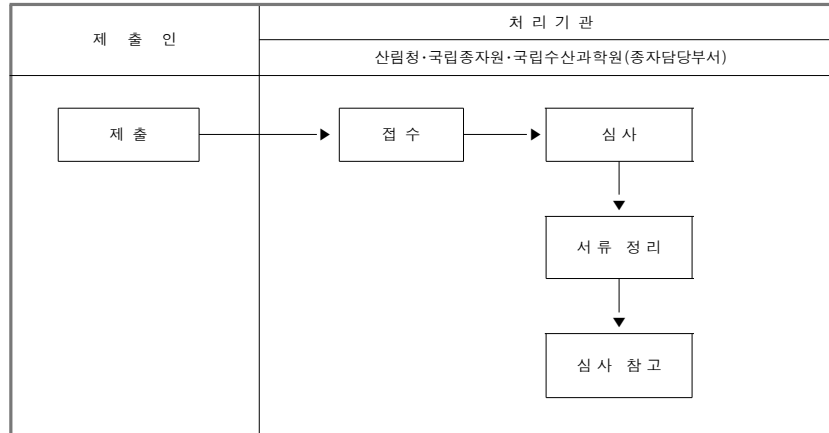 제 출 인
처 리 기 관
산림청·국립종자원·국립수산과학원(종자담당부서)
제 출
접 수
심 사
서 류 정 리
심 사 참 고